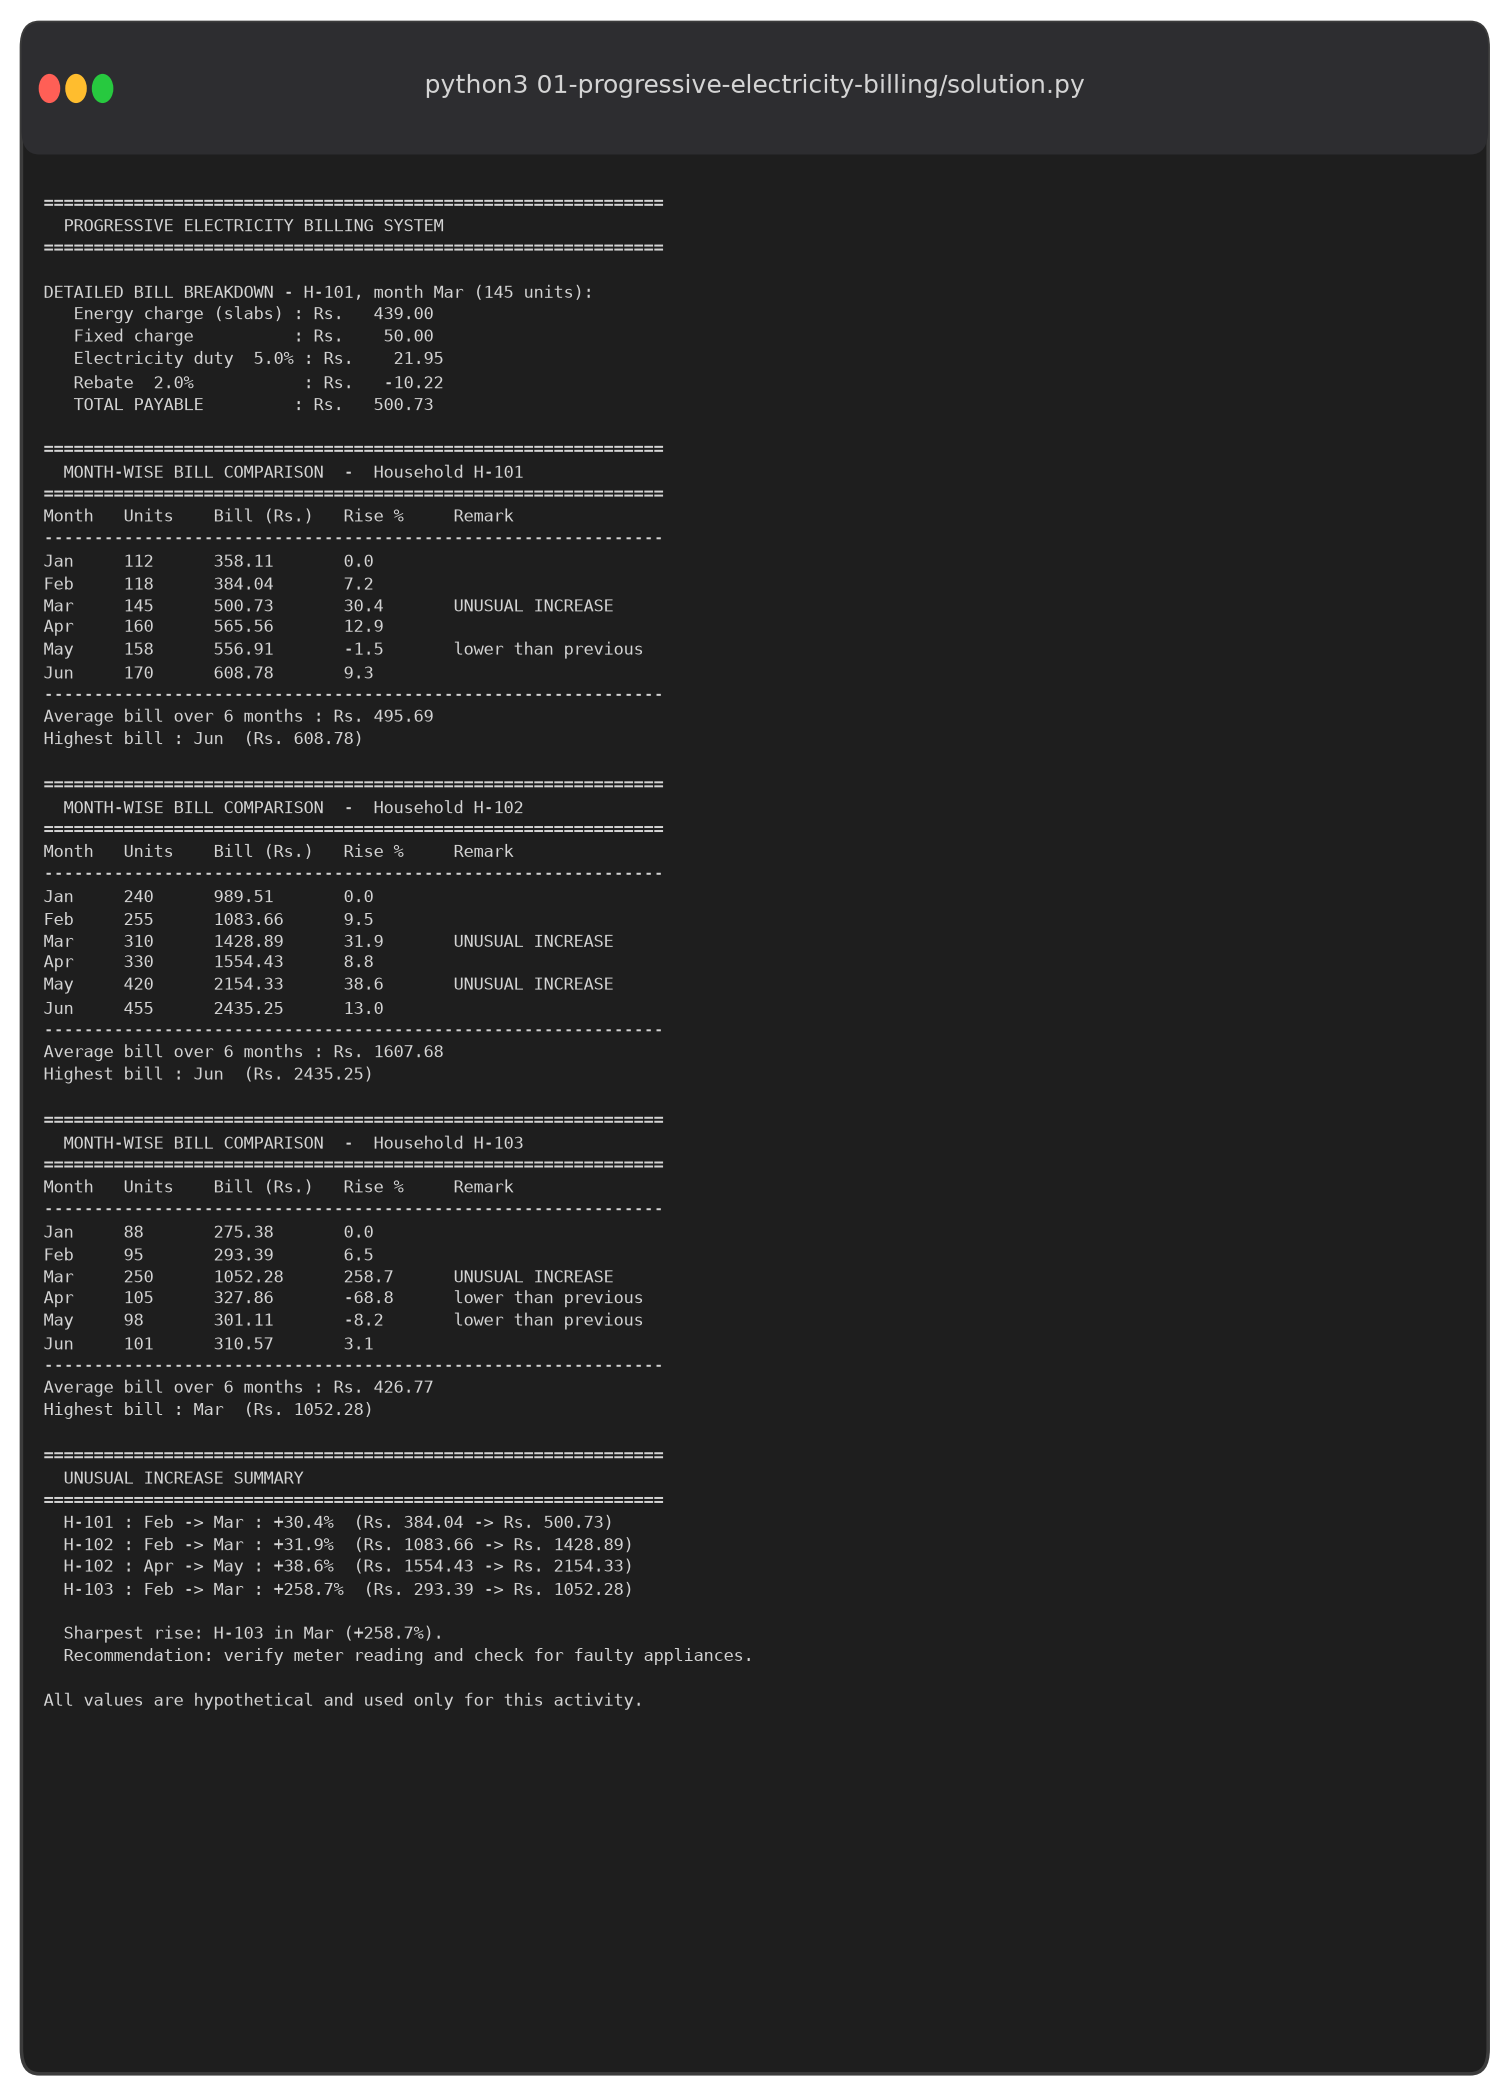 python3 01-progressive-electricity-billing/solution.py
==============================================================
  PROGRESSIVE ELECTRICITY BILLING SYSTEM
==============================================================
DETAILED BILL BREAKDOWN - H-101, month Mar (145 units):
   Energy charge (slabs) : Rs.   439.00
   Fixed charge          : Rs.    50.00
   Electricity duty  5.0% : Rs.    21.95
   Rebate  2.0%           : Rs.   -10.22
   TOTAL PAYABLE         : Rs.   500.73
==============================================================
  MONTH-WISE BILL COMPARISON  -  Household H-101
==============================================================
Month   Units    Bill (Rs.)   Rise %     Remark
--------------------------------------------------------------
Jan     112      358.11       0.0
Feb     118      384.04       7.2
Mar     145      500.73       30.4       UNUSUAL INCREASE
Apr     160      565.56       12.9
May     158      556.91       -1.5       lower than previous
Jun     170      608.78       9.3
--------------------------------------------------------------
Average bill over 6 months : Rs. 495.69
Highest bill : Jun  (Rs. 608.78)
==============================================================
  MONTH-WISE BILL COMPARISON  -  Household H-102
==============================================================
Month   Units    Bill (Rs.)   Rise %     Remark
--------------------------------------------------------------
Jan     240      989.51       0.0
Feb     255      1083.66      9.5
Mar     310      1428.89      31.9       UNUSUAL INCREASE
Apr     330      1554.43      8.8
May     420      2154.33      38.6       UNUSUAL INCREASE
Jun     455      2435.25      13.0
--------------------------------------------------------------
Average bill over 6 months : Rs. 1607.68
Highest bill : Jun  (Rs. 2435.25)
==============================================================
  MONTH-WISE BILL COMPARISON  -  Household H-103
==============================================================
Month   Units    Bill (Rs.)   Rise %     Remark
--------------------------------------------------------------
Jan     88       275.38       0.0
Feb     95       293.39       6.5
Mar     250      1052.28      258.7      UNUSUAL INCREASE
Apr     105      327.86       -68.8      lower than previous
May     98       301.11       -8.2       lower than previous
Jun     101      310.57       3.1
--------------------------------------------------------------
Average bill over 6 months : Rs. 426.77
Highest bill : Mar  (Rs. 1052.28)
==============================================================
  UNUSUAL INCREASE SUMMARY
==============================================================
  H-101 : Feb -> Mar : +30.4%  (Rs. 384.04 -> Rs. 500.73)
  H-102 : Feb -> Mar : +31.9%  (Rs. 1083.66 -> Rs. 1428.89)
  H-102 : Apr -> May : +38.6%  (Rs. 1554.43 -> Rs. 2154.33)
  H-103 : Feb -> Mar : +258.7%  (Rs. 293.39 -> Rs. 1052.28)
  Sharpest rise: H-103 in Mar (+258.7%).
  Recommendation: verify meter reading and check for faulty appliances.
All values are hypothetical and used only for this activity.